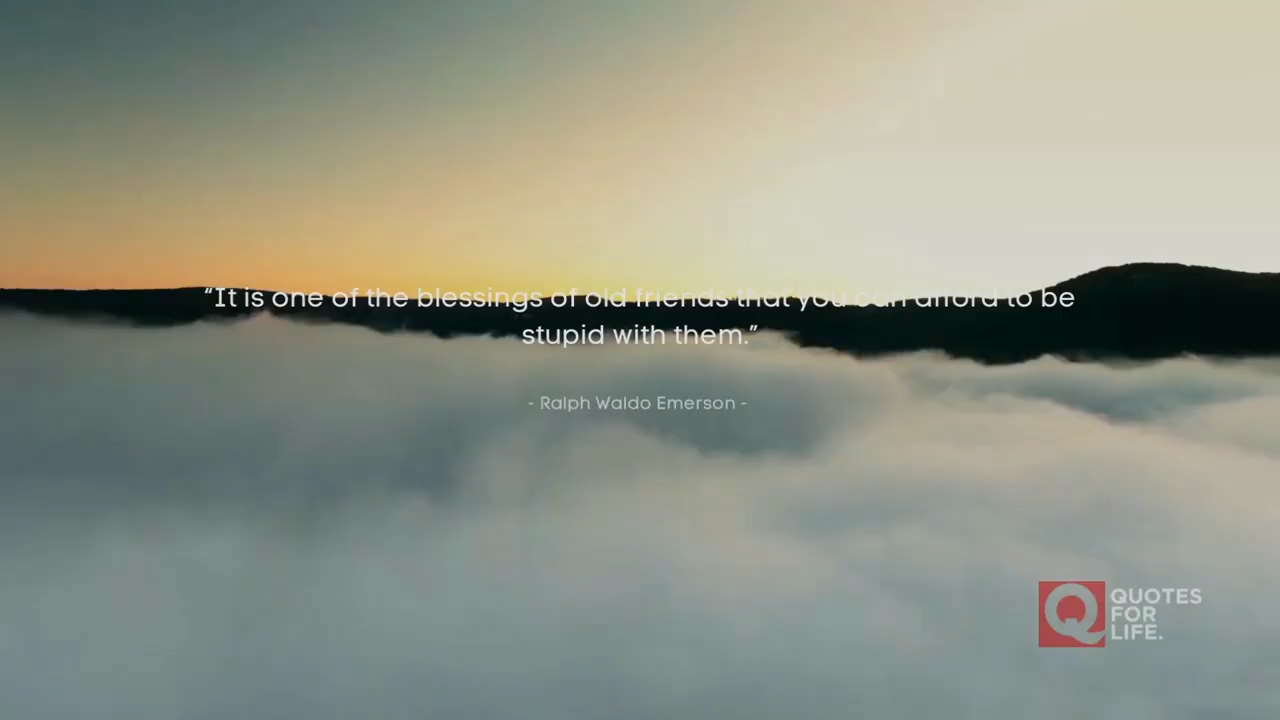 “It is one of the blessings of old friends that you can afford to be
stupid with them.”
- Ralph Waldo Emerson -
QUOTES
FOR
LIFE.